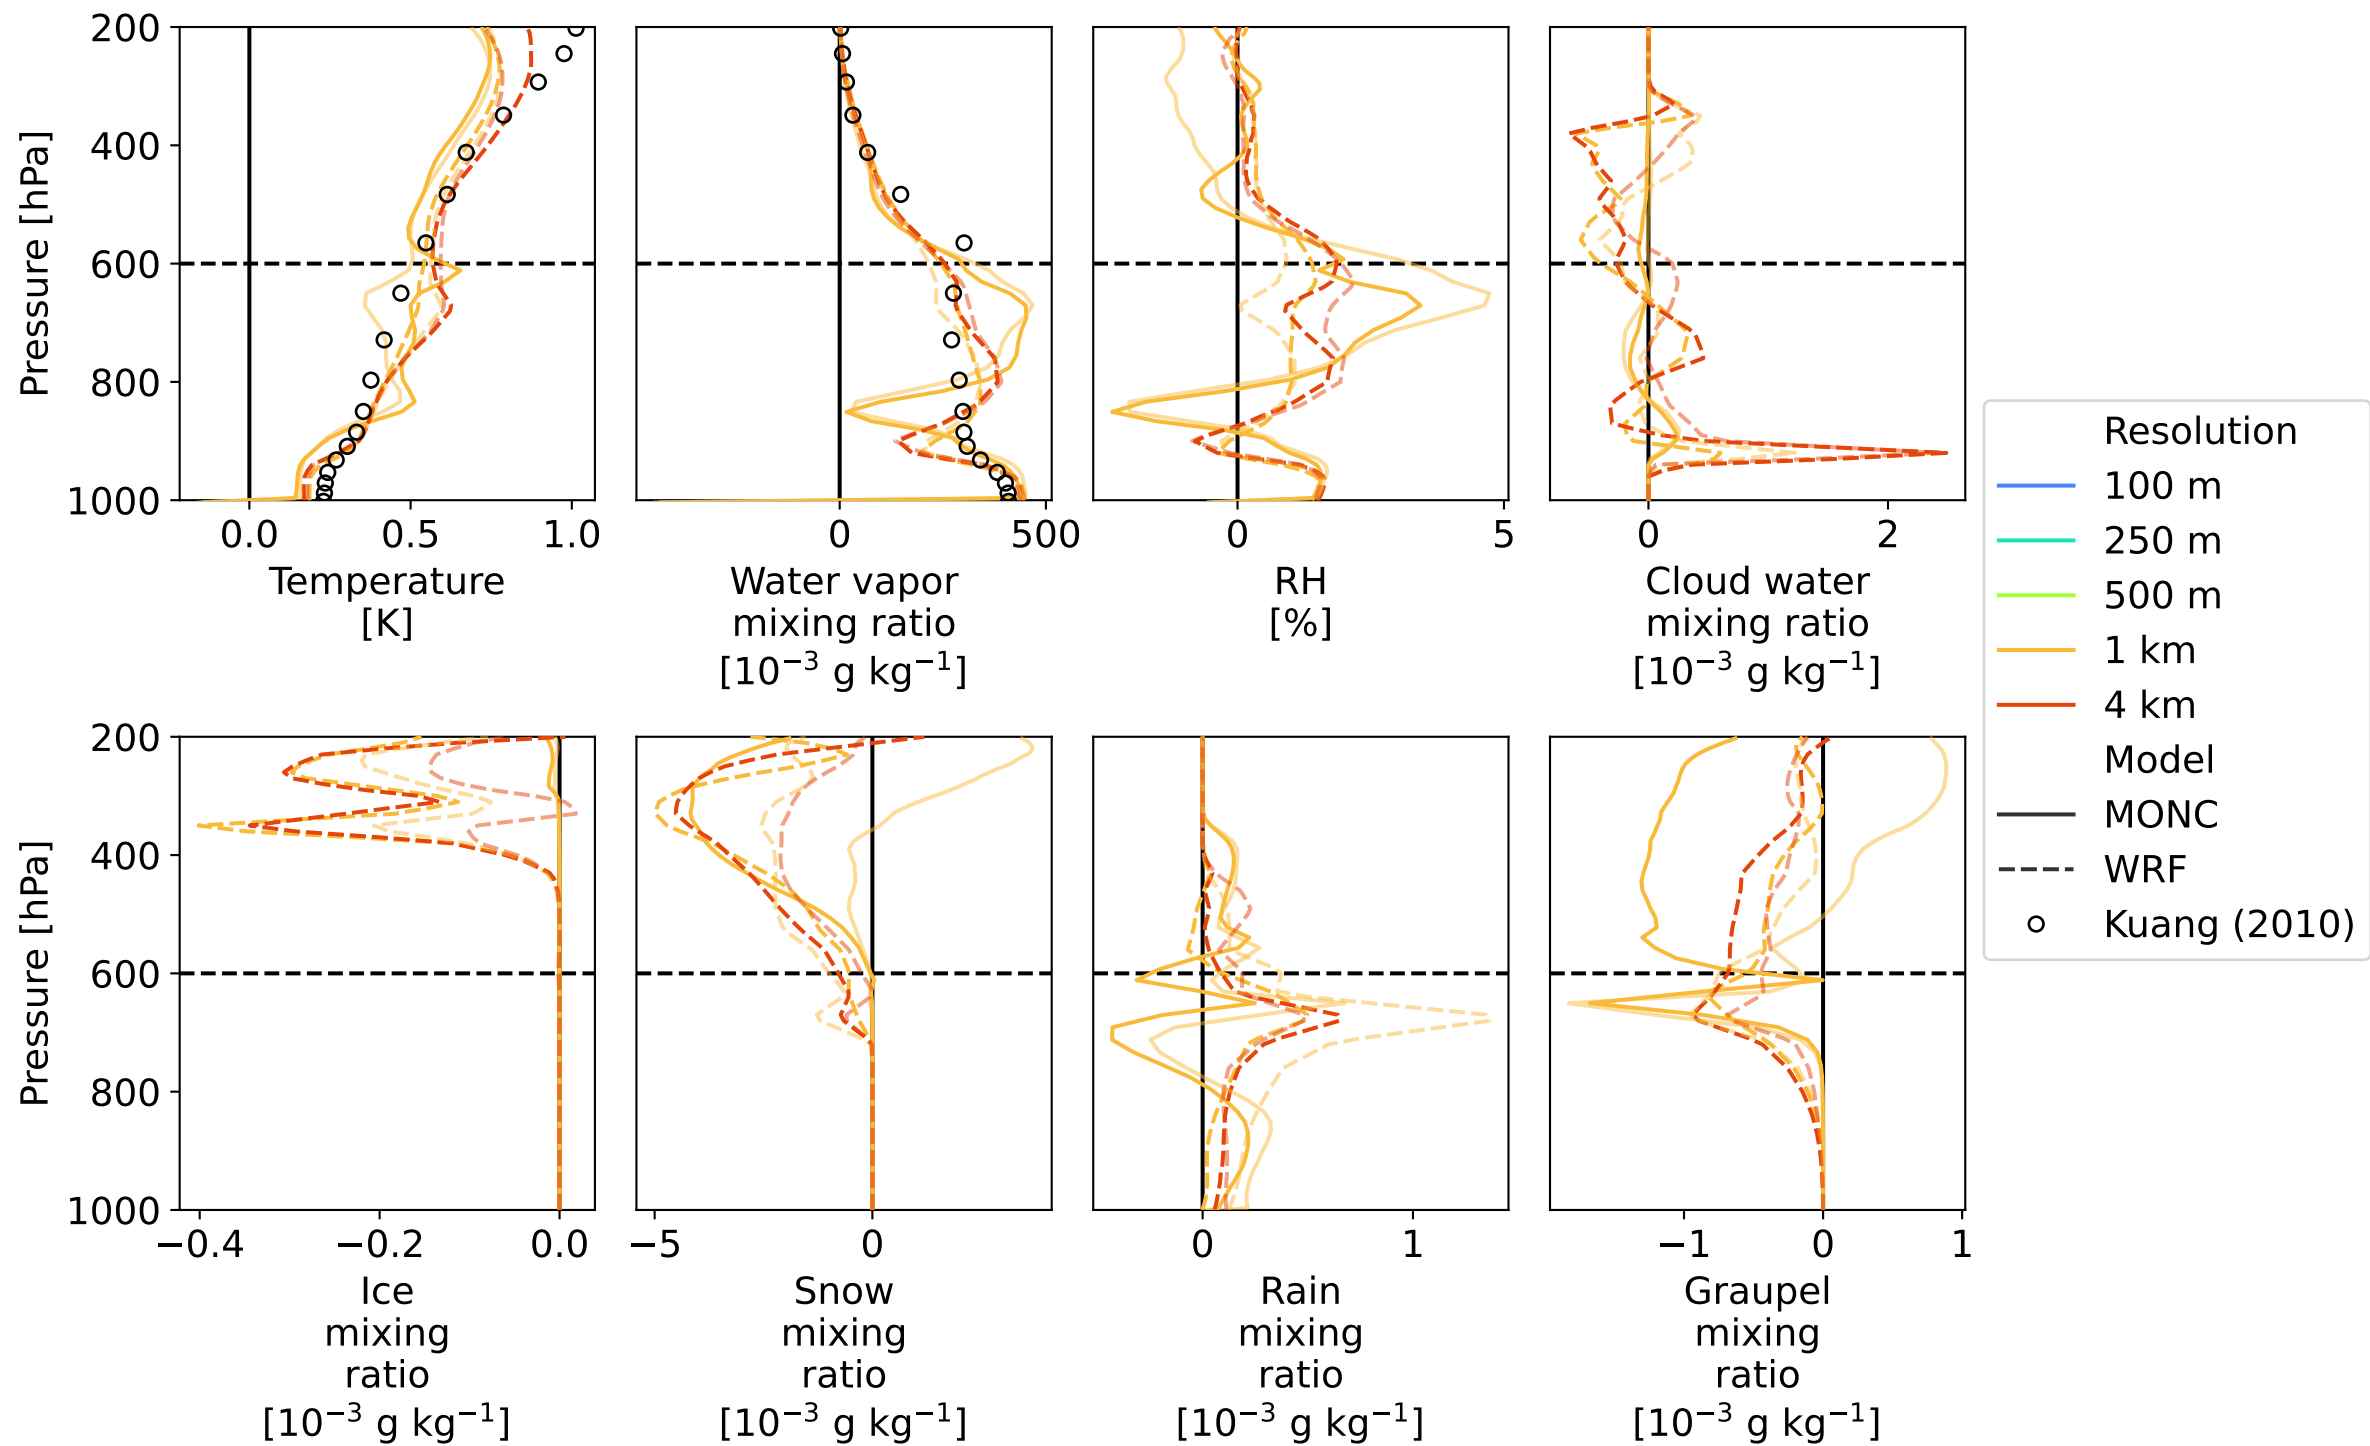 200
400
600
800
1000
Pressure [hPa]
0.0 0.5 1.0
Temperature
[K]
0 500
Water vapor
mixing ratio
[10⁻³ g kg⁻¹]
0 5
RH
[%]
0 2
Cloud water
mixing ratio
[10⁻³ g kg⁻¹]
Resolution
100 m
250 m
500 m
1 km
4 km
Model
MONC
WRF
Kuang (2010)
200
400
600
800
1000
Pressure [hPa]
−0.4 −0.2 0.0
Ice
mixing
ratio
[10⁻³ g kg⁻¹]
−5 0
Snow
mixing
ratio
[10⁻³ g kg⁻¹]
0 1
Rain
mixing
ratio
[10⁻³ g kg⁻¹]
−1 0 1
Graupel
mixing
ratio
[10⁻³ g kg⁻¹]